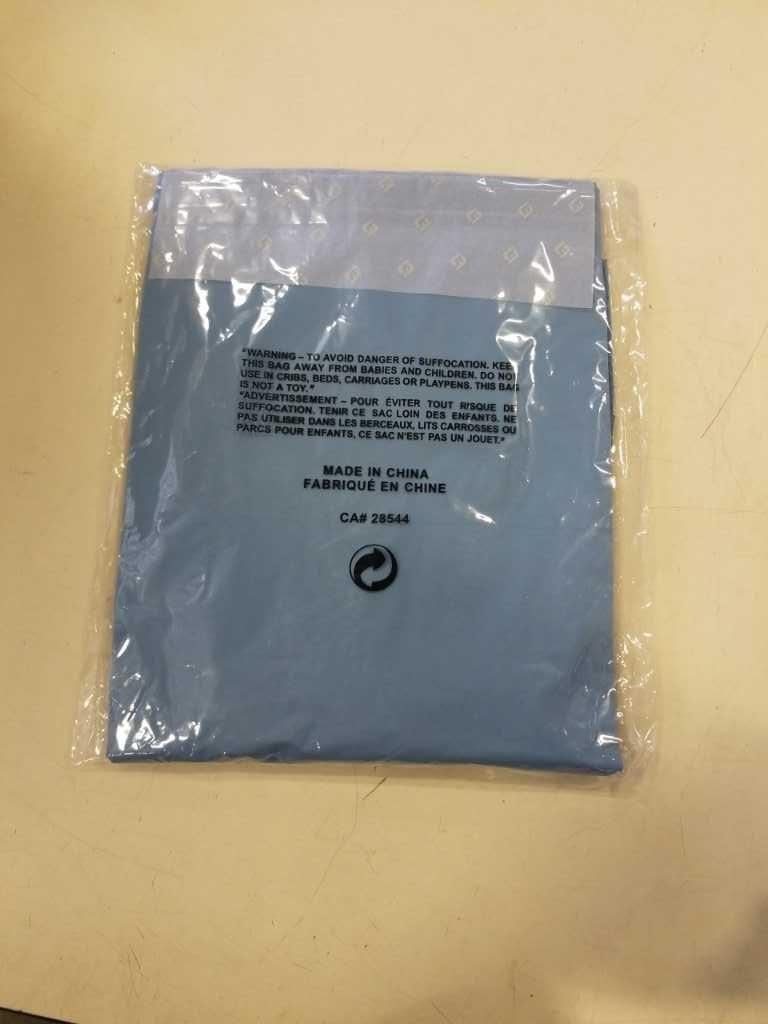 "WARNING – TO AVOID DANGER OF SUFFOCATION. KEEP
THIS BAG AWAY FROM BABIES AND CHILDREN. DO NOT
USE IN CRIBS, BEDS, CARRIAGES OR PLAYPENS. THIS BAG
IS NOT A TOY."
"ADVERTISSEMENT – POUR ÉVITER TOUT RISQUE DE
SUFFOCATION. TENIR CE SAC LOIN DES ENFANTS. NE
PAS UTILISER DANS LES BERCEAUX, LITS CARROSSES OU
PARCS POUR ENFANTS, CE SAC N'EST PAS UN JOUET."
MADE IN CHINA
FABRIQUÉ EN CHINE
CA# 28544